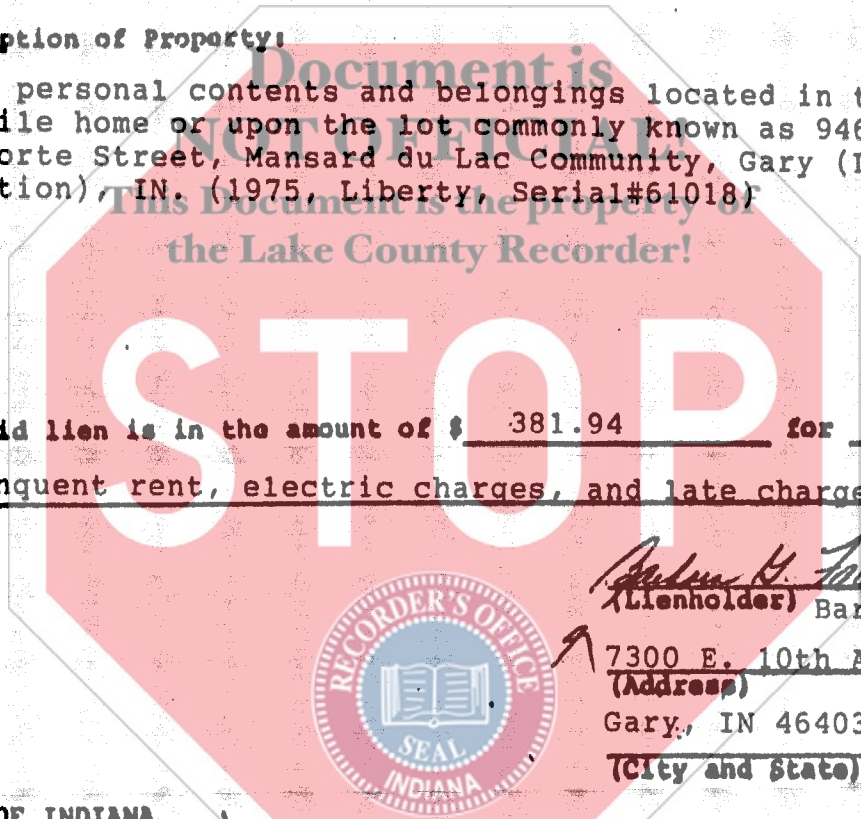 ption of Property:
Document is
personal contents and belongings located in t
ile home or upon the lot commonly known as 946
NOT OFFICIAL!
orte Street, Mansard du Lac Community, Gary (I
tion), IN. (1975, Liberty, Serial#61018)
This Document is the property of
the Lake County Recorder!
STOP
id lien is in the amount of $ 381.94 for
nquent rent, electric charges, and late charge
(Lienholder) Bar
7300 E. 10th A
(Address)
Gary, IN 46403
(City and State)
RECORDER'S OFFICE
SEAL
INDIANA
OF INDIANA )